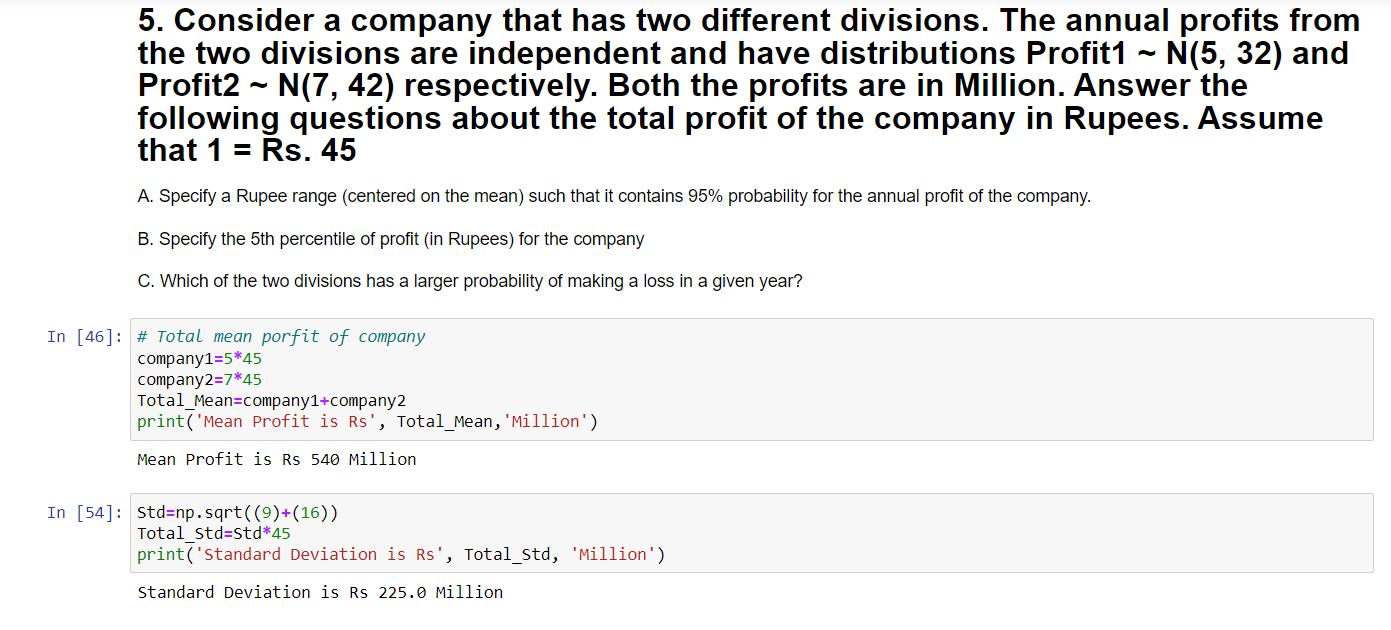 5. Consider a company that has two different divisions. The annual profits from
the two divisions are independent and have distributions Profit1 ~ N(5, 32) and
Profit2 ~ N(7, 42) respectively. Both the profits are in Million. Answer the
following questions about the total profit of the company in Rupees. Assume
that 1 = Rs. 45
A. Specify a Rupee range (centered on the mean) such that it contains 95% probability for the annual profit of the company.
B. Specify the 5th percentile of profit (in Rupees) for the company
C. Which of the two divisions has a larger probability of making a loss in a given year?
In [46]: # Total mean porfit of company
company1=5*45
company2=7*45
Total_Mean=company1+company2
print('Mean Profit is Rs', Total_Mean,'Million')
Mean Profit is Rs 540 Million
In [54]: Std=np.sqrt((9)+(16))
Total_Std=Std*45
print('Standard Deviation is Rs', Total_Std, 'Million')
Standard Deviation is Rs 225.0 Million